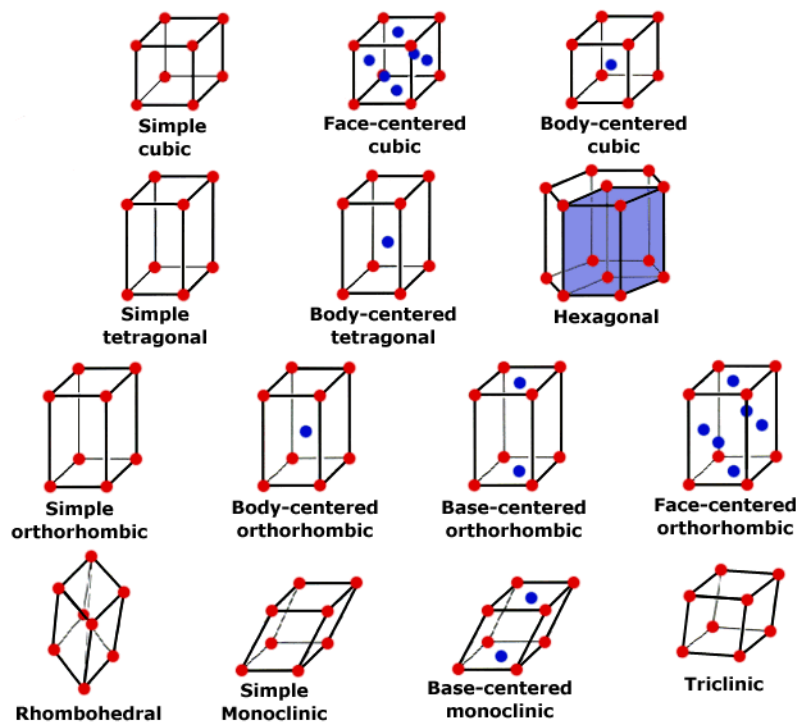 Simple
cubic
Face-centered
cubic
Body-centered
cubic
Simple
tetragonal
Body-centered
tetragonal
Hexagonal
Simple
orthorhombic
Body-centered
orthorhombic
Base-centered
orthorhombic
Face-centered
orthorhombic
Rhombohedral
Simple
Monoclinic
Base-centered
monoclinic
Triclinic